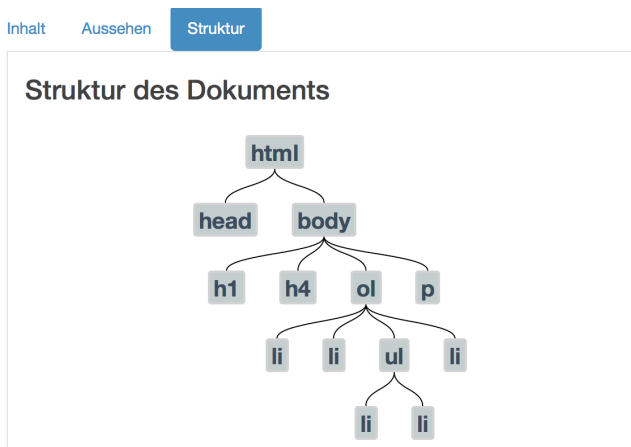 Inhalt Aussehen Struktur
Struktur des Dokuments
html
head body
h1 h4 ol p
li li ul li
li li